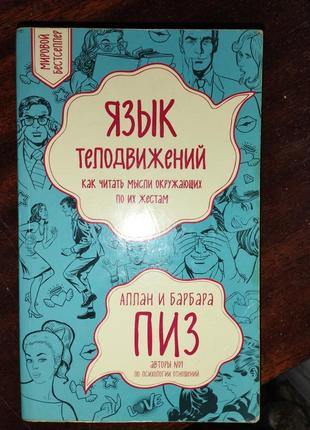 МИРОВОЙ
БЕСТСЕЛЛЕР
ЯЗЫК
ТЕЛОДВИЖЕНИЙ
КАК ЧИТАТЬ МЫСЛИ ОКРУЖАЮЩИХ
ПО ИХ ЖЕСТАМ
АЛЛАН И БАРБАРА
ПИЗ
АВТОРЫ №1
ПО ПСИХОЛОГИИ ОТНОШЕНИЙ
LOVE